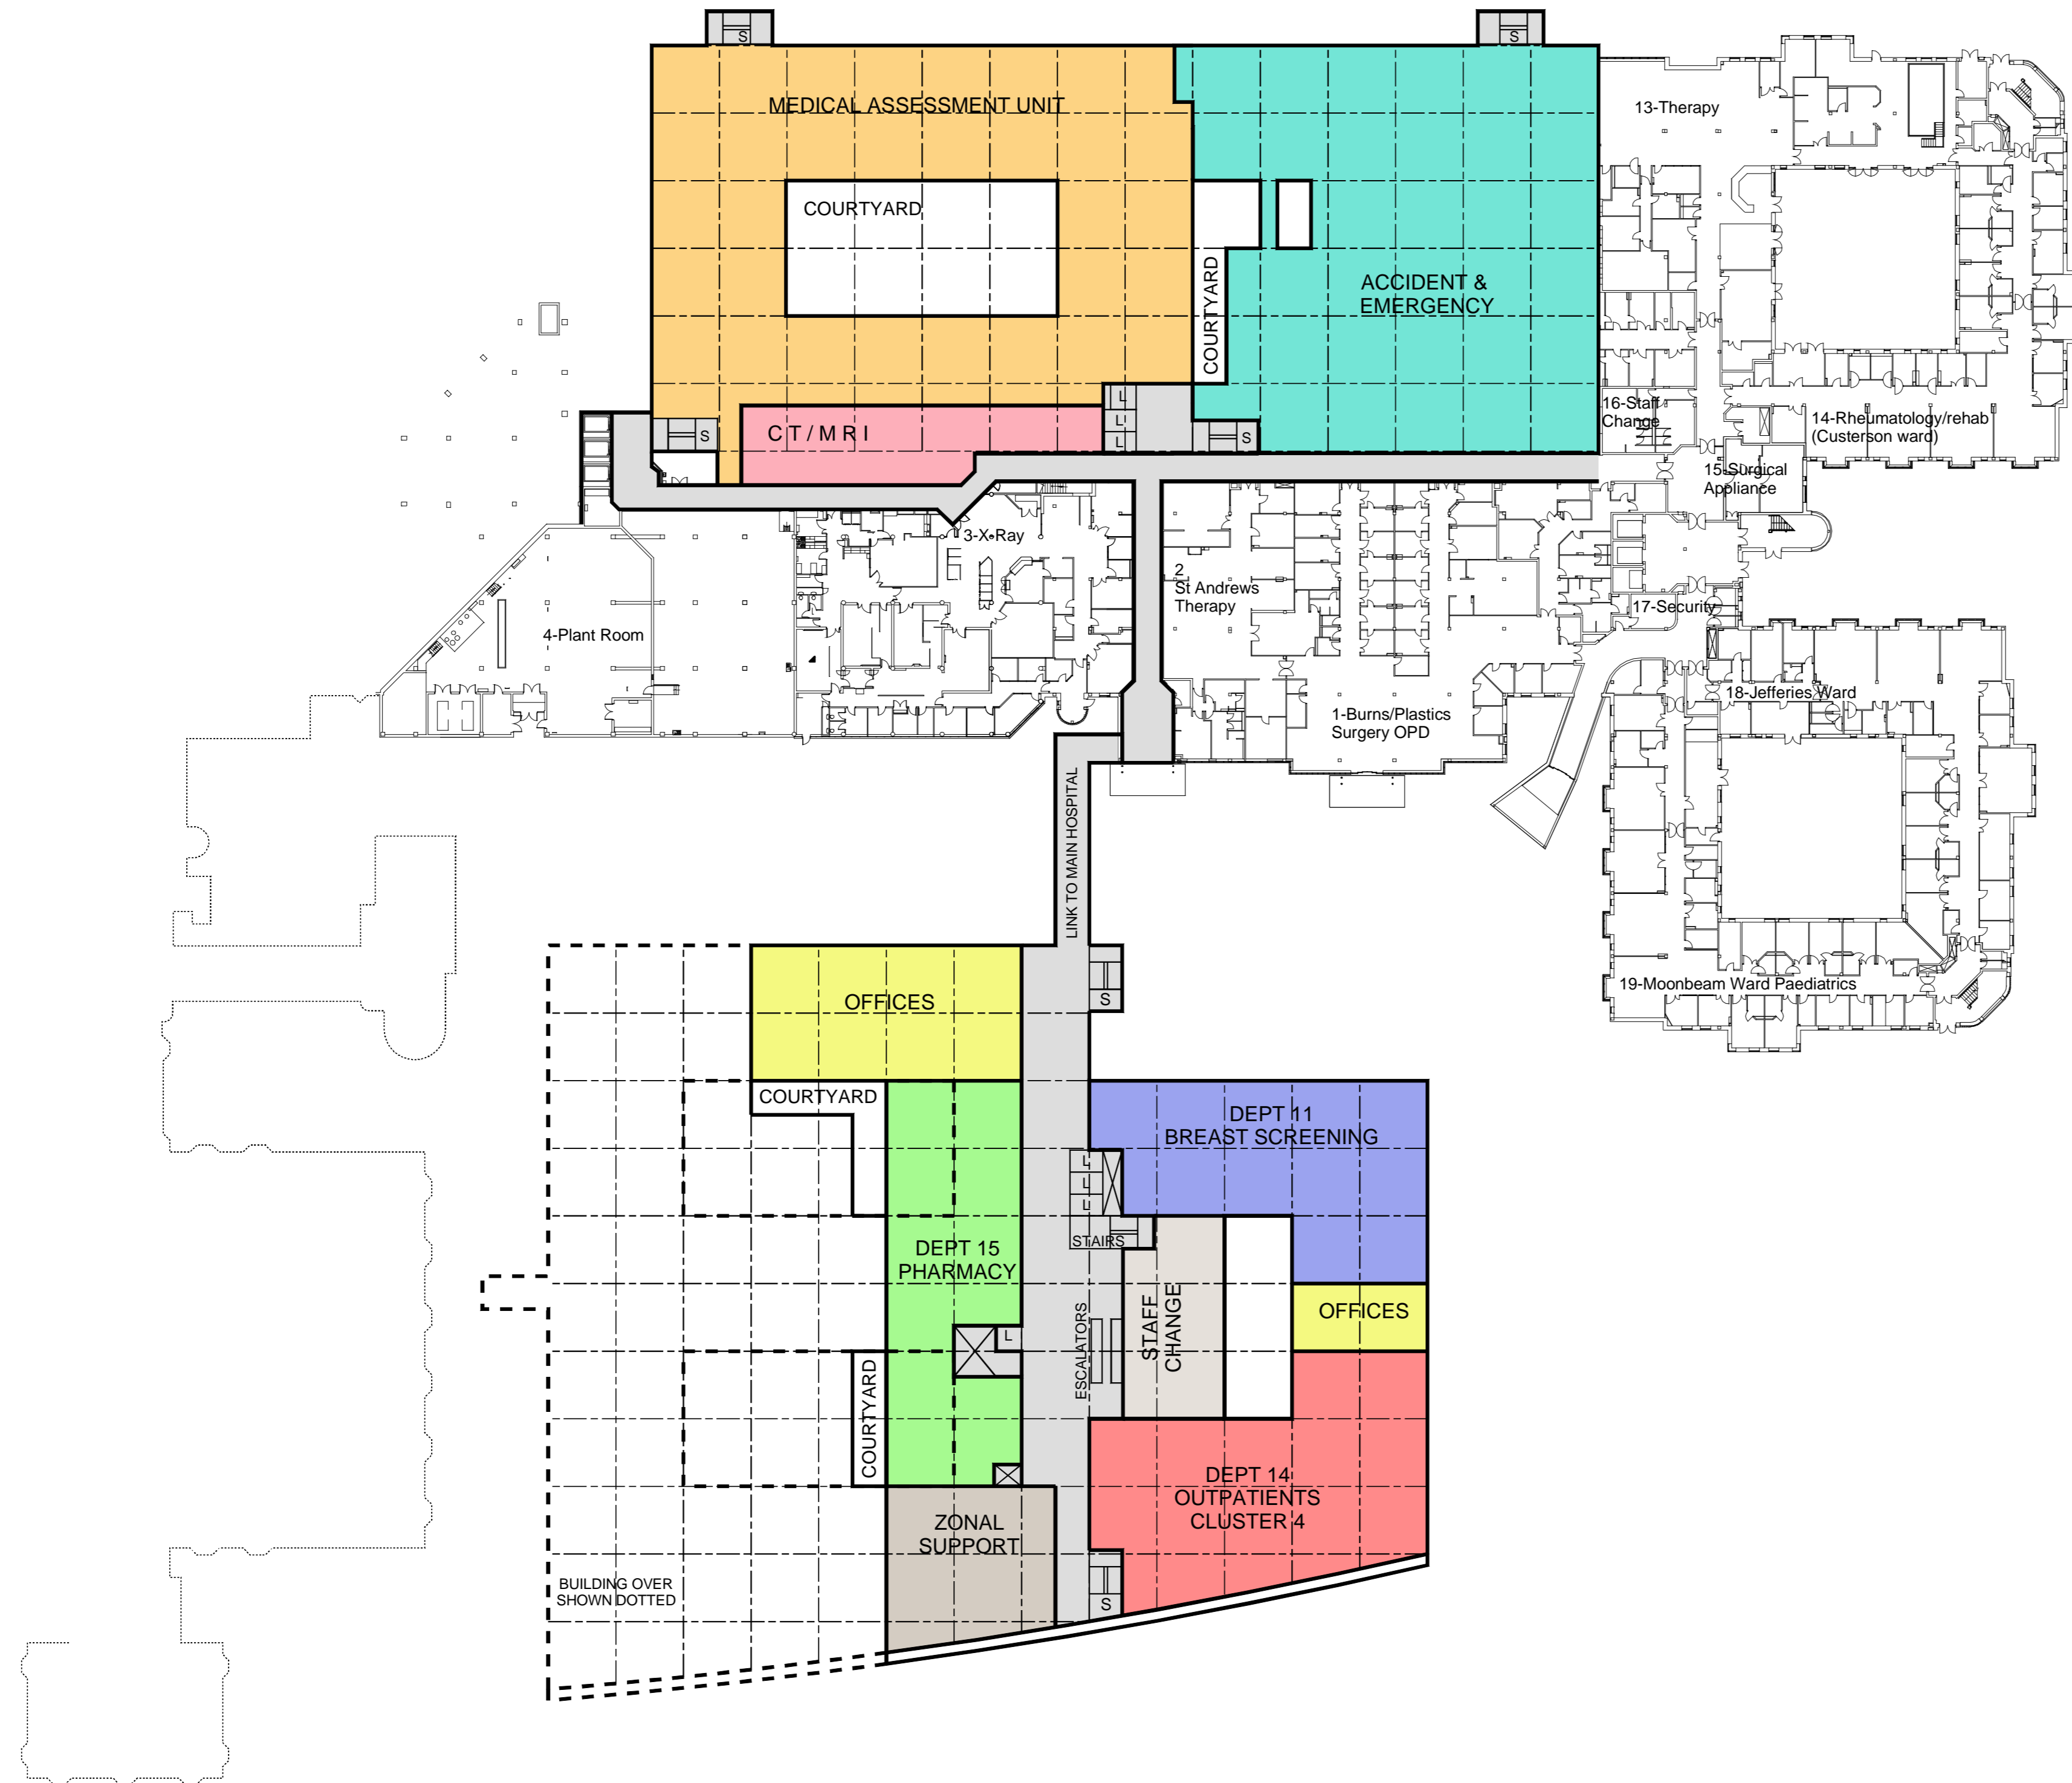 S
S
MEDICAL ASSESSMENT UNIT
13-Therapy
COURTYARD
COURTYARD
ACCIDENT &
EMERGENCY
16-Staff
Change
14-Rheumatology/rehab
(Custerson ward)
S
CT/MRI
L
L
L
S
15-Surgical
Appliance
3-X-Ray
2
St Andrews
Therapy
4-Plant Room
17-Security
18-Jefferies Ward
1-Burns/Plastics
Surgery OPD
LINK TO MAIN HOSPITAL
19-Moonbeam Ward Paediatrics
OFFICES
S
COURTYARD
DEPT 11
BREAST SCREENING
L
L
L
STAIRS
DEPT 15
PHARMACY
ESCALATORS
STAFF
CHANGE
OFFICES
L
COURTYARD
DEPT 14
OUTPATIENTS
CLUSTER 4
ZONAL
SUPPORT
BUILDING OVER
SHOWN DOTTED
S